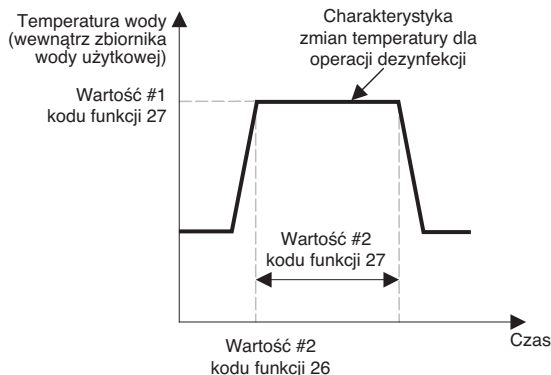 Temperatura wody
(wewnątrz zbiornika
wody użytkowej)
Charakterystyka
zmian temperatury dla
operacji dezynfekcji
Wartość #1
kodu funkcji 27
Wartość #2
kodu funkcji 27
Czas
Wartość #2
kodu funkcji 26